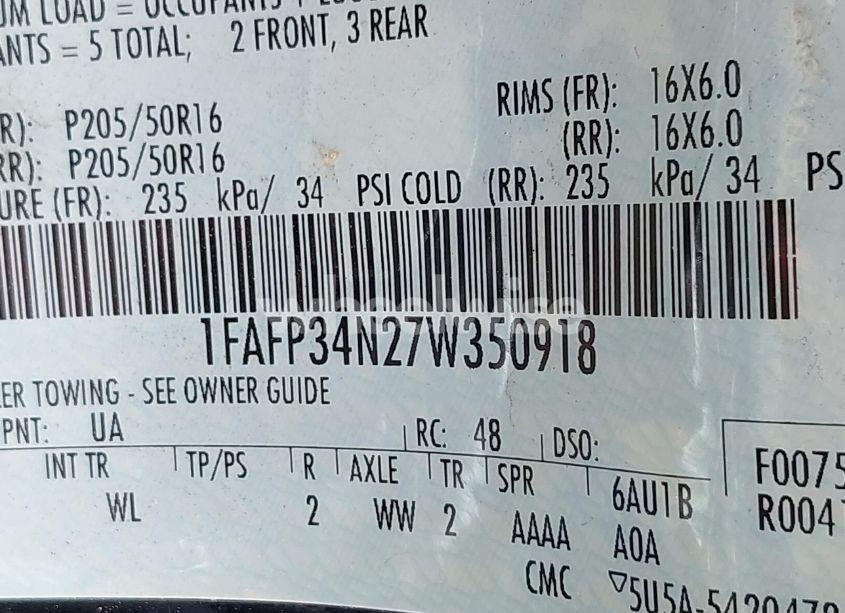 UM LOAD = OCCUPANTS + LUGG
ANTS = 5 TOTAL; 2 FRONT, 3 REAR
RIMS (FR): 16X6.0
R): P205/50R16
(RR): 16X6.0
RR): P205/50R16
URE (FR): 235 kPa/ 34 PSI COLD (RR): 235 kPa/ 34 PS
1FAFP34N27W350918
ER TOWING - SEE OWNER GUIDE
PNT: UA RC: 48 DSO:
INT TR TP/PS R AXLE TR SPR 6AU1B F0075
WL 2 WW 2 AAAA A0A R004
CMC 5U5A-5420472